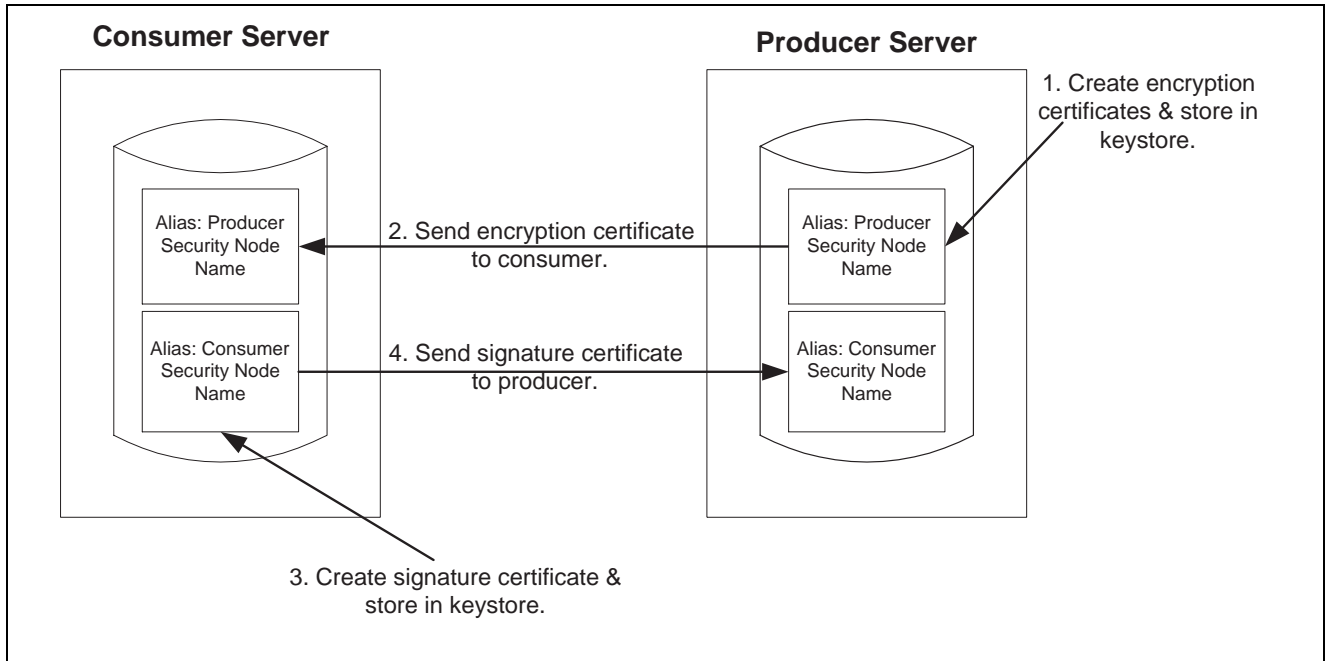 Consumer Server
Producer Server
1. Create encryption
certificates & store in
keystore.
Alias: Producer
Security Node
Name
2. Send encryption certificate
to consumer.
Alias: Producer
Security Node
Name
Alias: Consumer
Security Node
Name
4. Send signature certificate
to producer.
Alias: Consumer
Security Node
Name
3. Create signature certificate &
store in keystore.